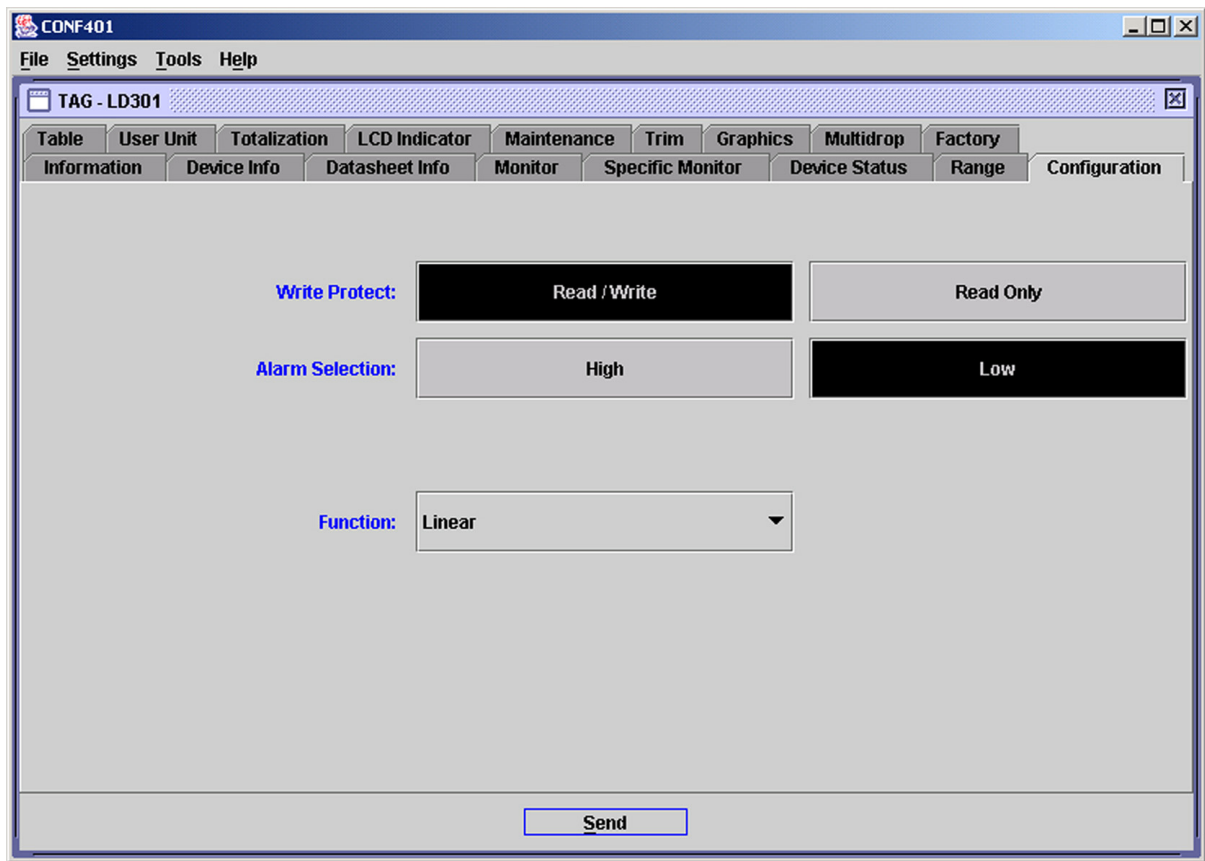 CONF401
File Settings Tools Help
TAG - LD301
Table User Unit Totalization LCD Indicator Maintenance Trim Graphics Multidrop Factory
Information Device Info Datasheet Info Monitor Specific Monitor Device Status Range Configuration
Write Protect: Read / Write Read Only
Alarm Selection: High Low
Function: Linear
Send